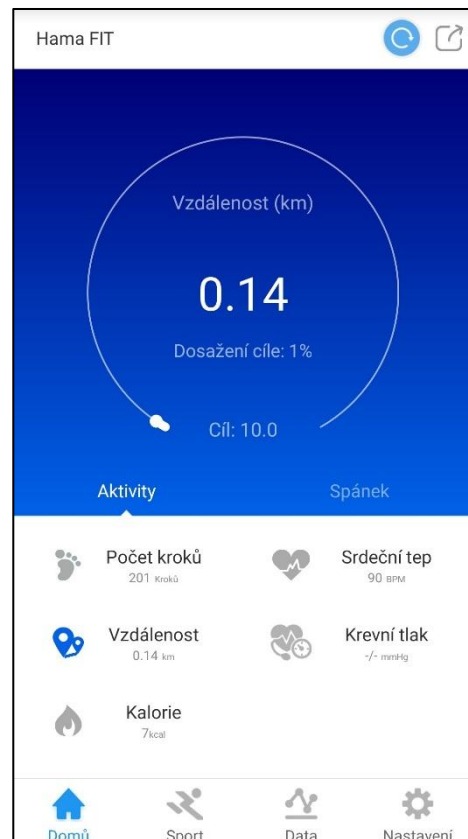 Hama FIT
Vzdálenost (km)
0.14
Dosažení cíle: 1%
Cíl: 10.0
Aktivity
Spánek
Počet kroků
201 Kroků
Srdeční tep
90 BPM
Vzdálenost
0.14 km
Krevní tlak
-/- mmHg
Kalorie
7kcal
Domů
Sport
Data
Nastavení